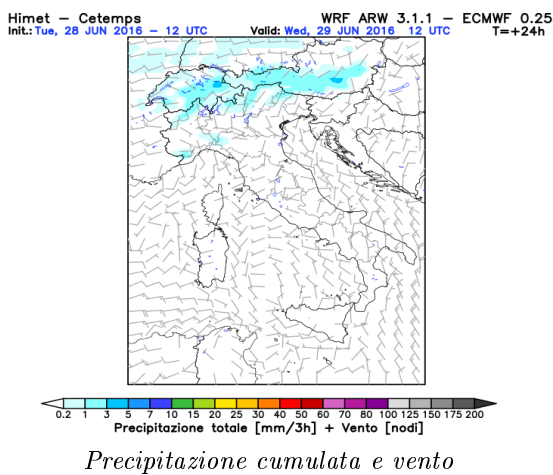 Himet – Cetemps WRF ARW 3.1.1 – ECMWF 0.25
Init.: Tue, 28 JUN 2016 – 12 UTC Valid: Wed, 29 JUN 2016 12 UTC T=+24h
0.2 1 3 5 7 10 15 20 25 30 40 50 60 70 80 100 125 150 175 200
Precipitazione totale [mm/3h] + Vento [nodi]
Precipitazione cumulata e vento